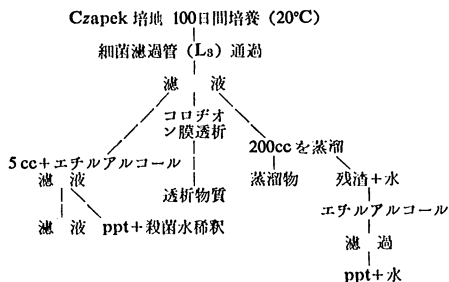 Czapek 培地 100日間培養 (20°C)
細菌濾過管 (L3) 通過
濾 液
コロヂオ
ン膜透析
200ccを蒸溜
5cc+エチルアルコール
濾 液
蒸溜物
残渣+水
透析物質
エチルアルコール
濾 液
ppt+殺菌水稀釈
濾 過
ppt+水